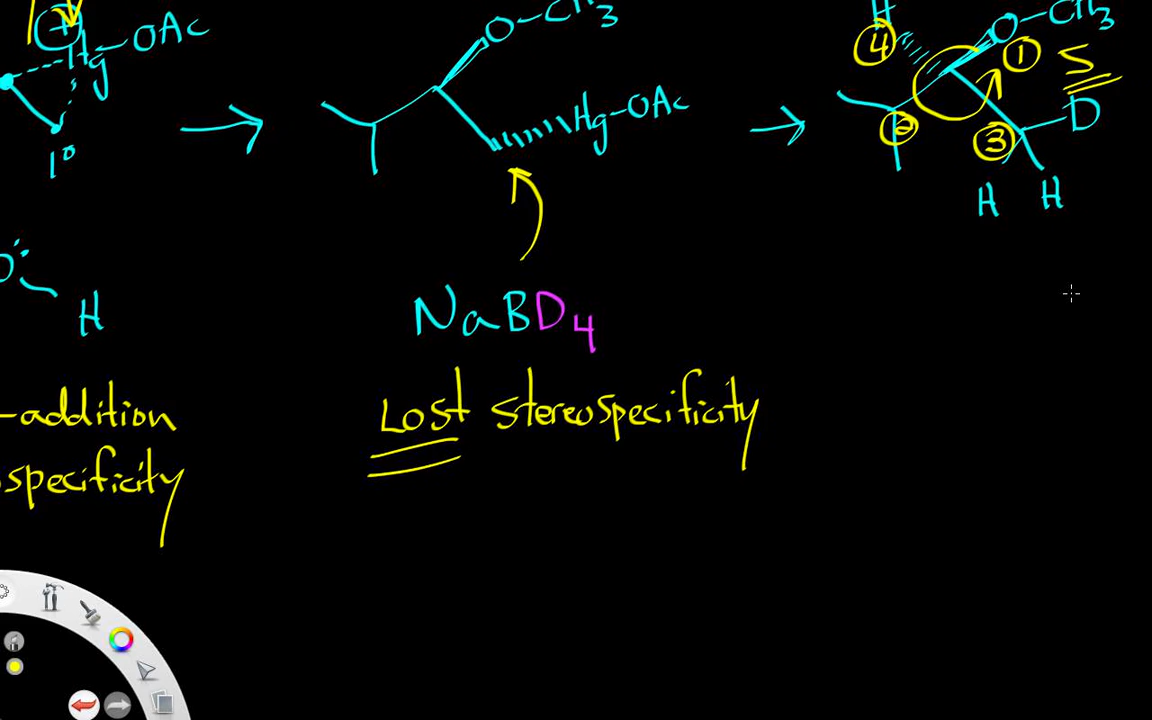 +
Hg-OAc
1°
O-CH3
Hg-OAc
H
4
O-CH3
1
S
2
3
D
H H
O
H
NaBD4
-addition
specificity
Lost stereospecificity